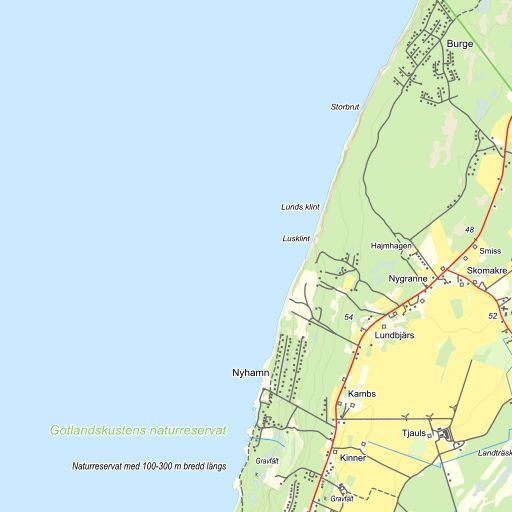 Burge
Storbrut
Lunds klint
48
Lusklint
Hajmhagen
Smiss
Skomakre
Nygranne
54
52
Lundbjärs
Nyhamn
Kambs
Gotlandskustens naturreservat
Tjauls
Landträsk
Kinner
Gravfält
Naturreservat med 100-300 m bredd längs
Gravfält